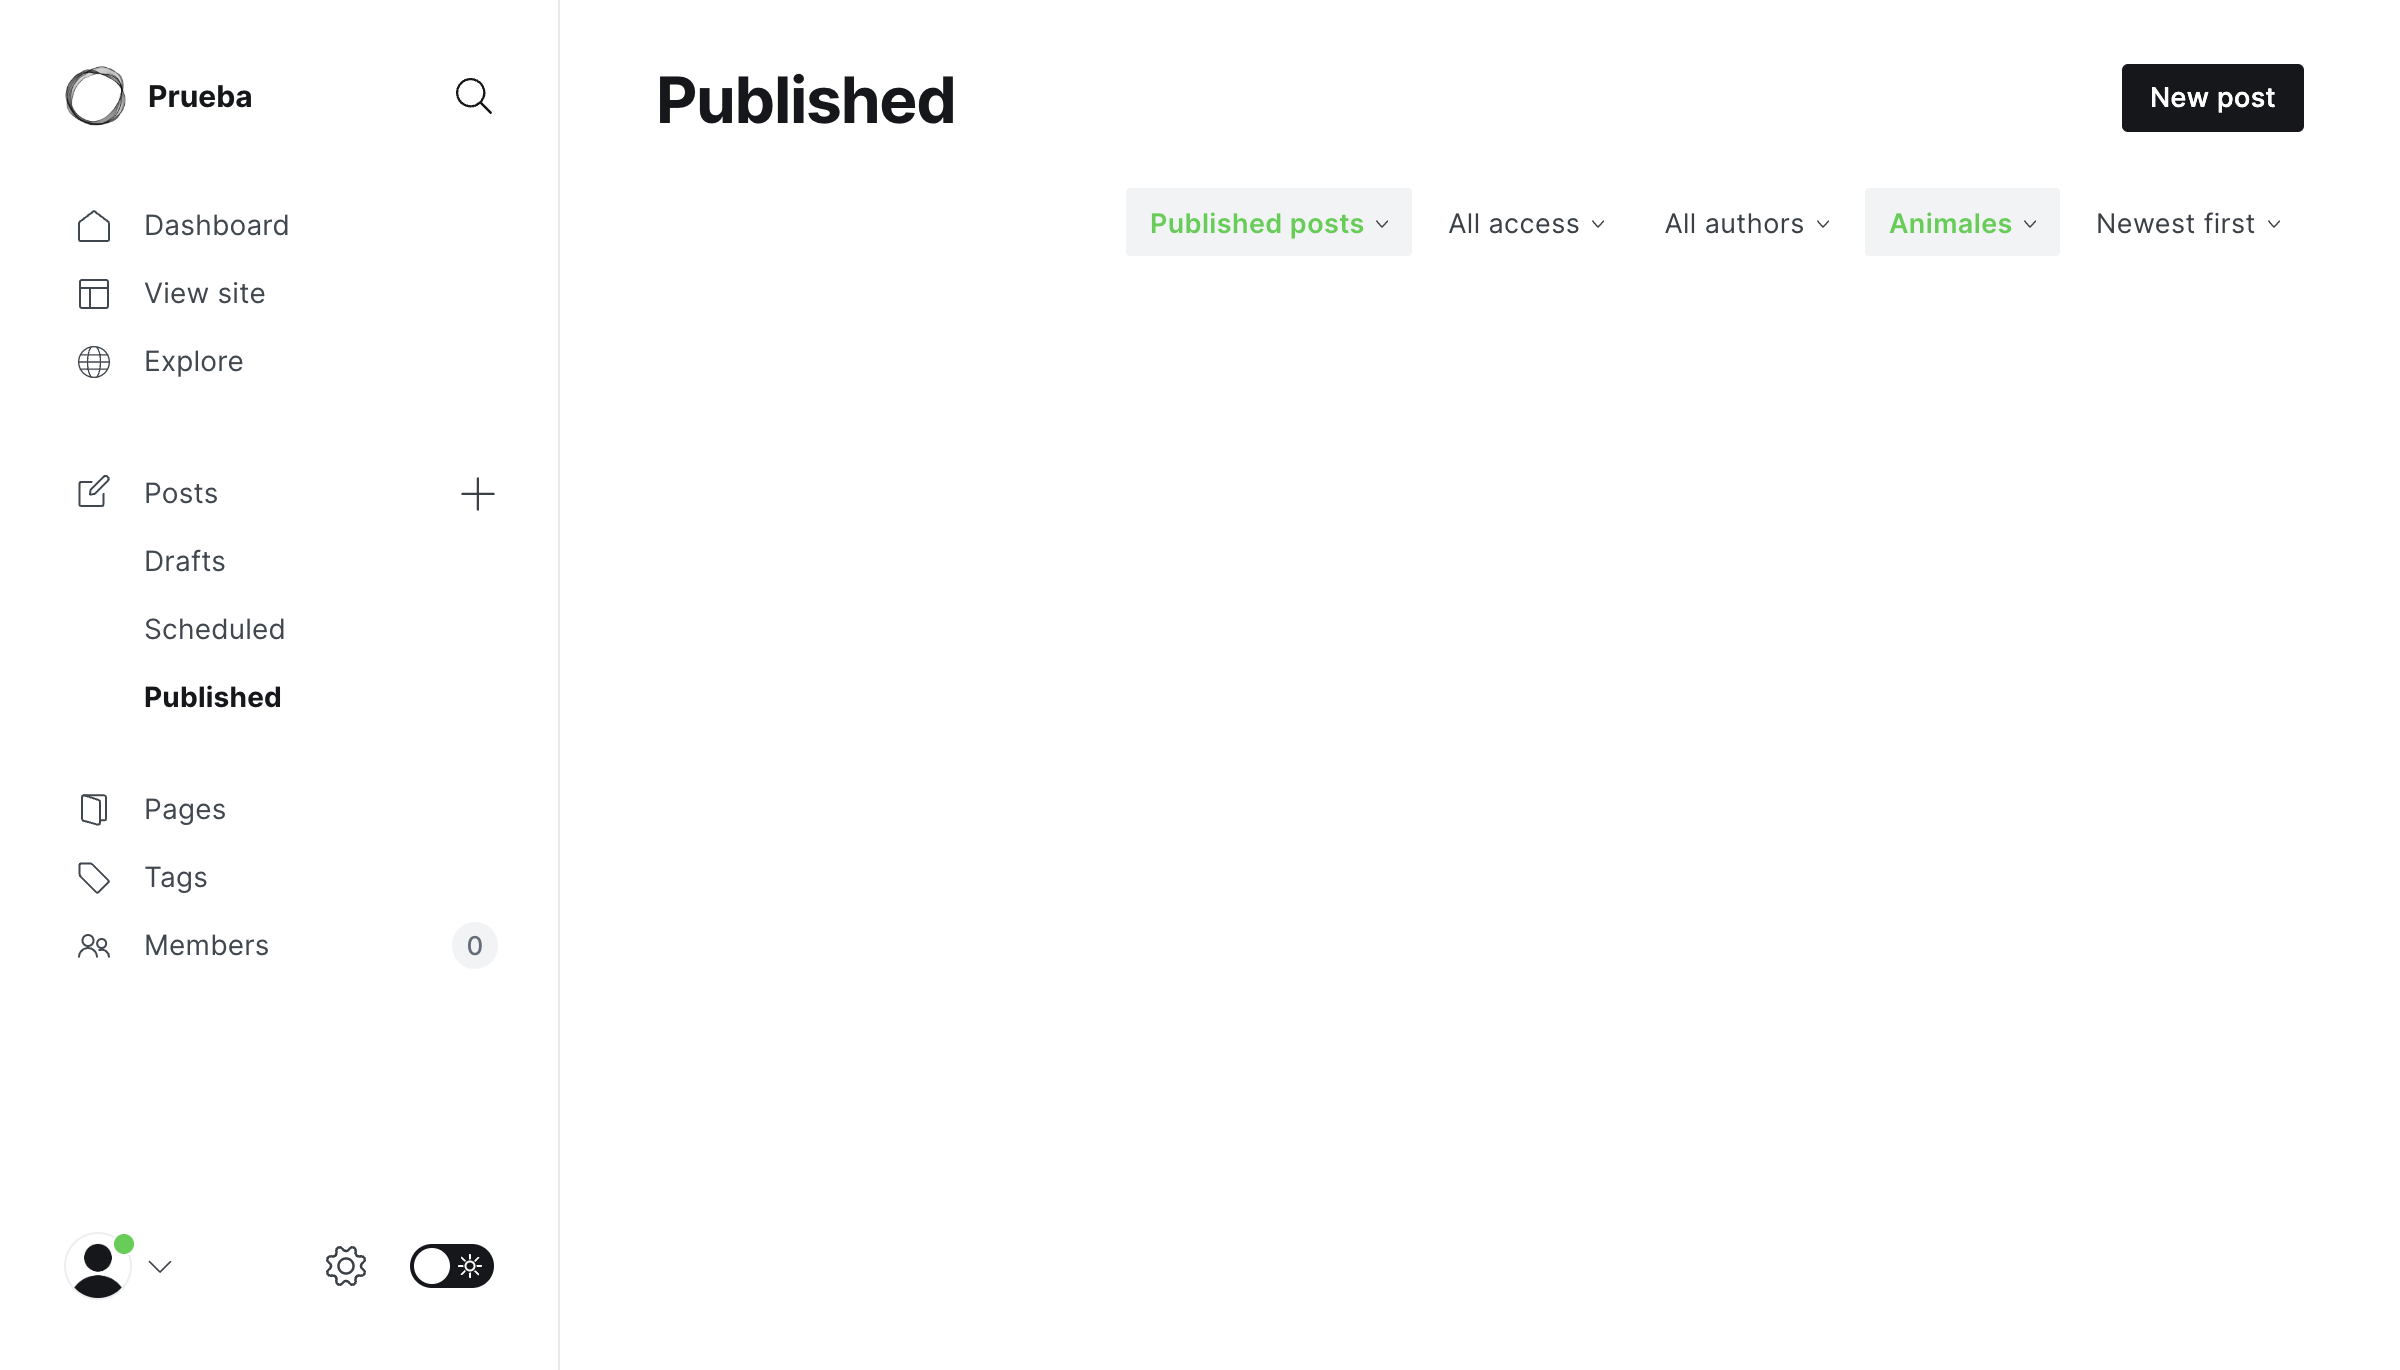 Prueba
Dashboard
View site
Explore
Posts
Drafts
Scheduled
Published
Pages
Tags
Members
0
Published
New post
Published posts
All access
All authors
Animales
Newest first